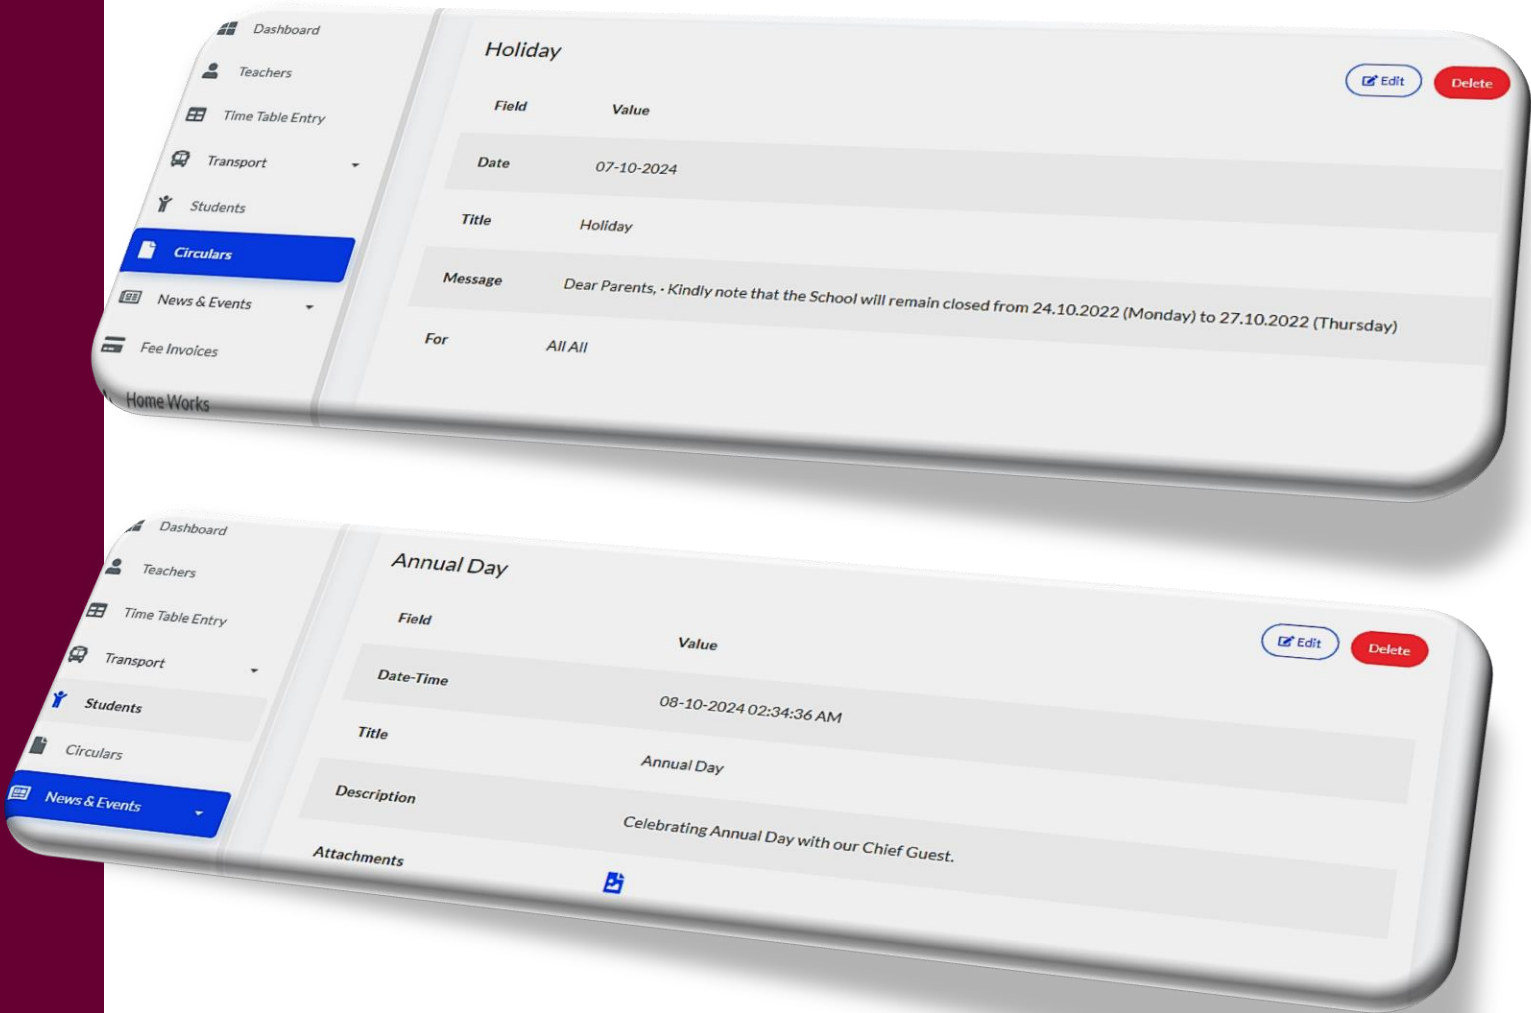 Dashboard
Teachers
Time Table Entry
Transport
Students
Circulars
News & Events
Fee Invoices
Home Works
Holiday
Edit
Delete
Field Value
Date 07-10-2024
Title Holiday
Message Dear Parents, · Kindly note that the School will remain closed from 24.10.2022 (Monday) to 27.10.2022 (Thursday)
For All All
Dashboard
Teachers
Time Table Entry
Transport
Students
Circulars
News & Events
Annual Day
Edit
Delete
Field Value
Date-Time 08-10-2024 02:34:36 AM
Title Annual Day
Description Celebrating Annual Day with our Chief Guest.
Attachments